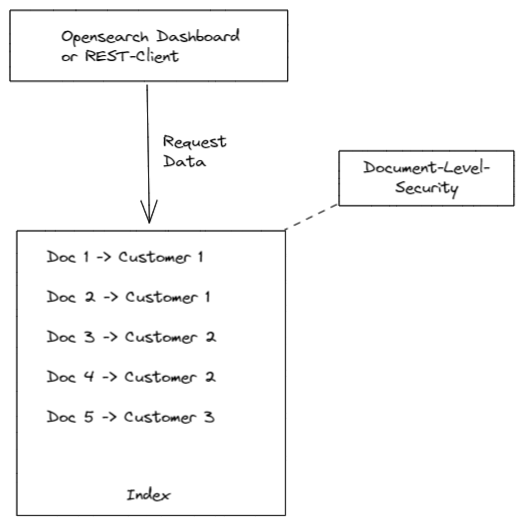 Opensearch Dashboard
or REST-Client
Request
Data
Document-Level-
Security
Doc 1 -> Customer 1
Doc 2 -> Customer 1
Doc 3 -> Customer 2
Doc 4 -> Customer 2
Doc 5 -> Customer 3
Index